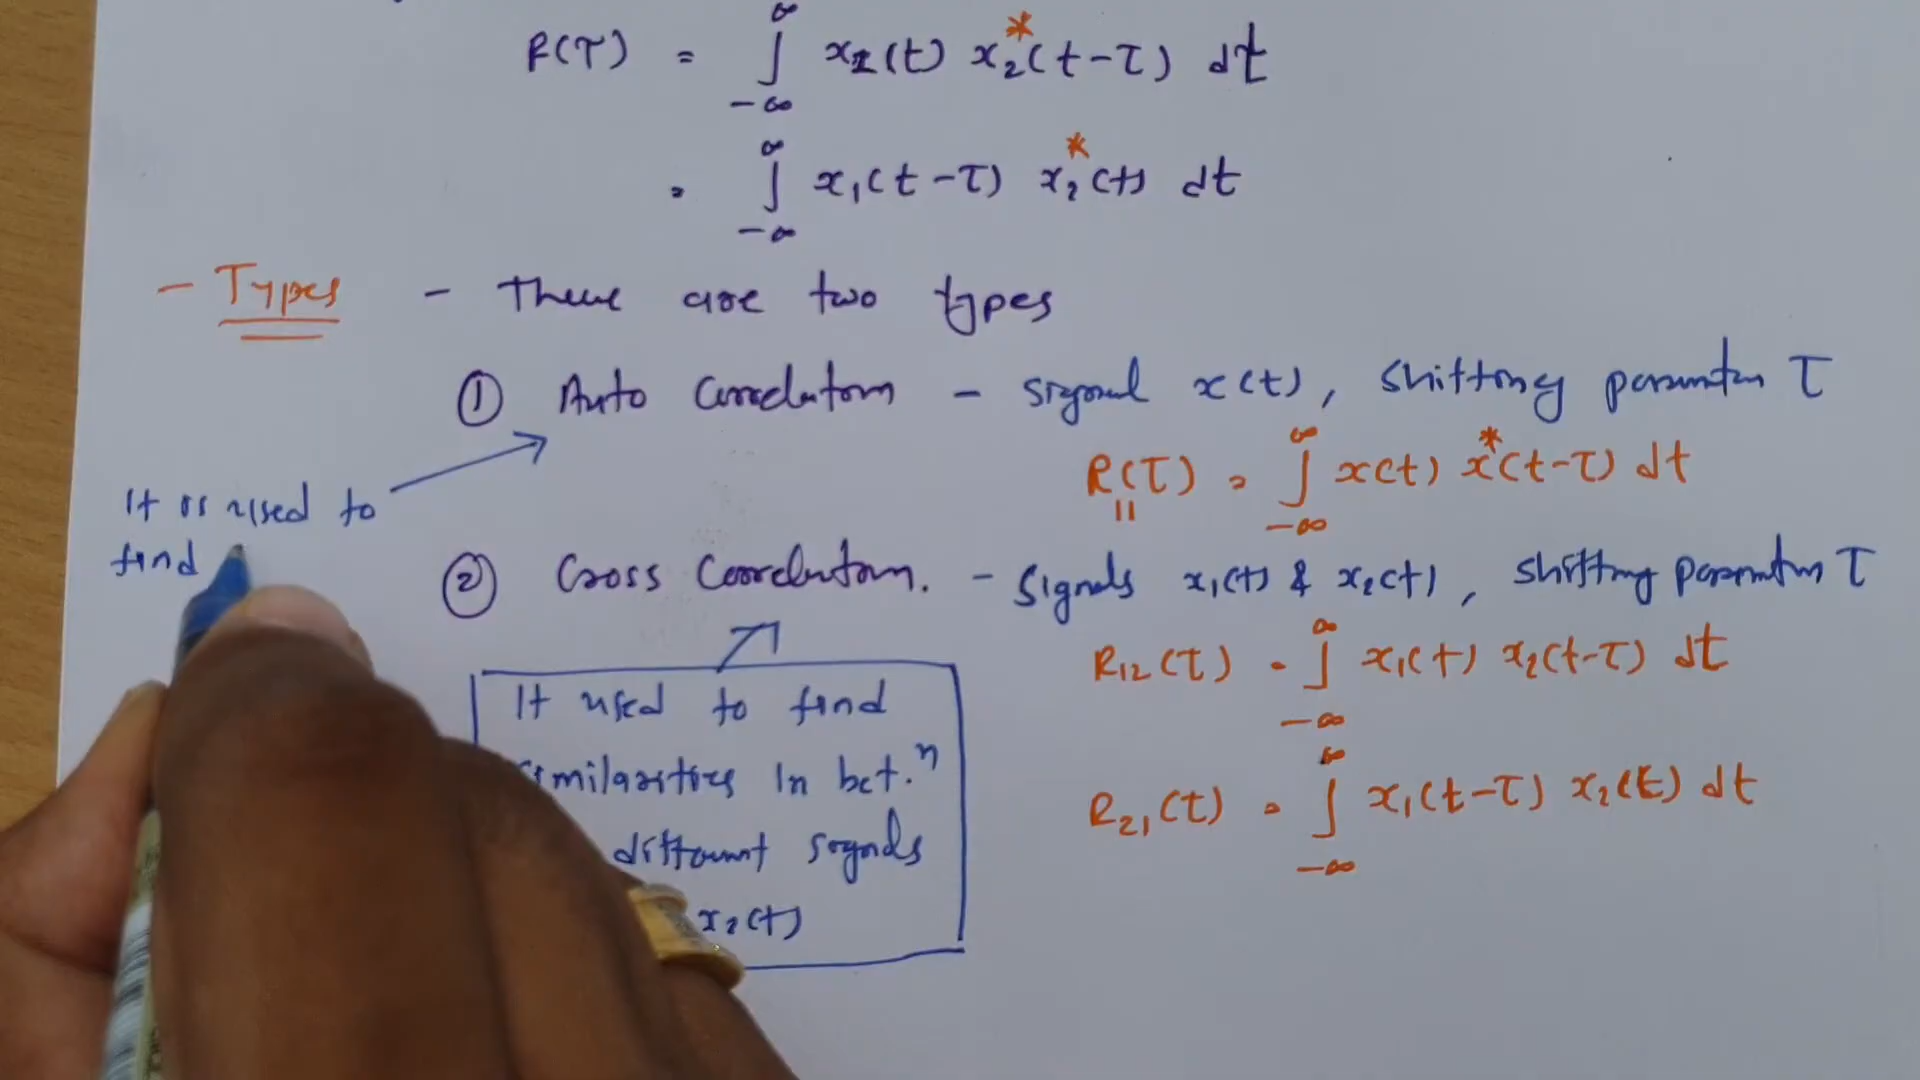 R(τ) = ∫_{-∞}^{∞} x1(t) x2*(t-τ) dt
= ∫_{-∞}^{∞} x1(t-τ) x2*(t) dt
- Types - There are two types
① Auto Correlation - signal x(t), shifting parameter τ
R(τ) = ∫_{-∞}^{∞} x(t) x*(t-τ) dt
11
It is used to
find
② Cross Correlation. - Signals x1(t) & x2(t), shifting parameter τ
R12(τ) = ∫_{-∞}^{∞} x1(t) x2(t-τ) dt
R21(τ) = ∫_{-∞}^{∞} x1(t-τ) x2(t) dt
It used to find
similarities in bet.n
different signals
x2(t)